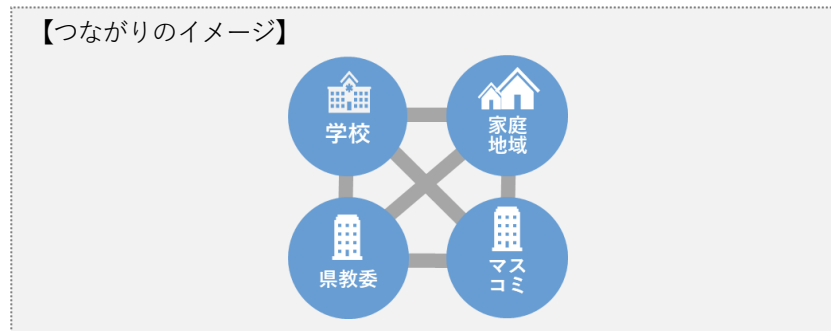 【つながりのイメージ】
学校
家庭
地域
県教委
マス
コミ